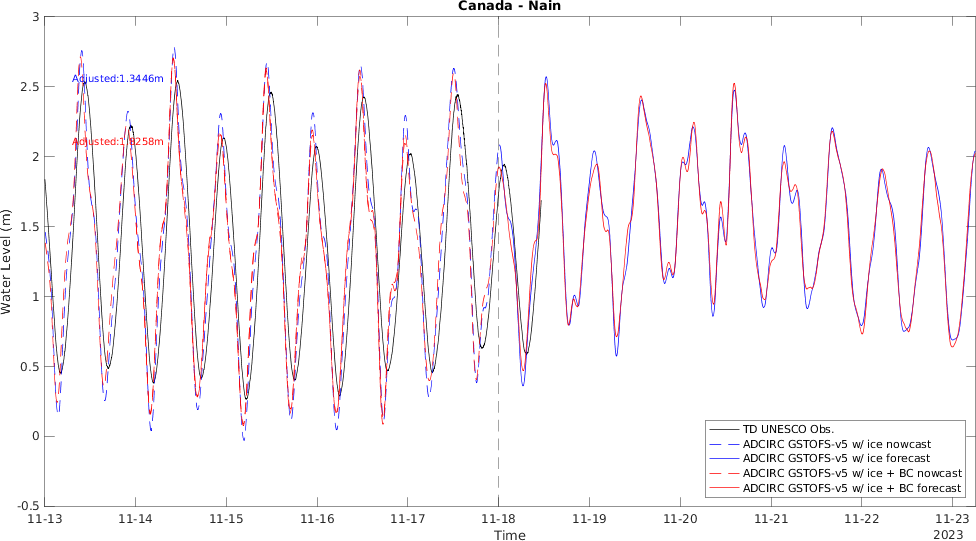 Canada - Nain
3
2.5
2
1.5
1
0.5
0
-0.5
Water Level (m)
Adjusted:1.3446m
TD UNESCO Obs.
ADCIRC GSTOFS-v5 w/ ice nowcast
ADCIRC GSTOFS-v5 w/ ice forecast
ADCIRC GSTOFS-v5 w/ ice + BC nowcast
ADCIRC GSTOFS-v5 w/ ice + BC forecast
11-13 11-14 11-15 11-16 11-17 11-18 11-19 11-20 11-21 11-22 11-23
Time
2023